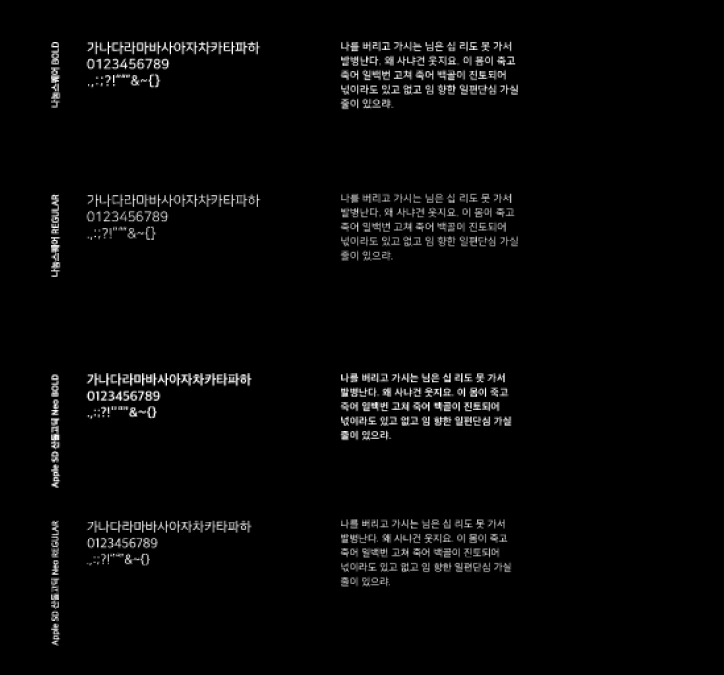 나눔스퀘어 BOLD
가나다라마바사아자차카타파하
0123456789
.,:;?!“‘’”&~{}
나를 버리고 가시는 님은 십 리도 못 가서
발병난다. 왜 사냐건 웃지요. 이 몸이 죽고
죽어 일백번 고쳐 죽어 백골이 진토되어
넋이라도 있고 없고 임 향한 일편단심 가실
줄이 있으랴.
나눔스퀘어 REGULAR
가나다라마바사아자차카타파하
0123456789
.,:;?!“‘’”&~{}
나를 버리고 가시는 님은 십 리도 못 가서
발병난다. 왜 사냐건 웃지요. 이 몸이 죽고
죽어 일백번 고쳐 죽어 백골이 진토되어
넋이라도 있고 없고 임 향한 일편단심 가실
줄이 있으랴.
Apple SD 산돌고딕 Neo BOLD
가나다라마바사아자차카타파하
0123456789
.,:;?!“‘’”&~{}
나를 버리고 가시는 님은 십 리도 못 가서
발병난다. 왜 사냐건 웃지요. 이 몸이 죽고
죽어 일백번 고쳐 죽어 백골이 진토되어
넋이라도 있고 없고 임 향한 일편단심 가실
줄이 있으랴.
Apple SD 산돌고딕 Neo REGULAR
가나다라마바사아자차카타파하
0123456789
.,:;?!“‘’”&~{}
나를 버리고 가시는 님은 십 리도 못 가서
발병난다. 왜 사냐건 웃지요. 이 몸이 죽고
죽어 일백번 고쳐 죽어 백골이 진토되어
넋이라도 있고 없고 임 향한 일편단심 가실
줄이 있으랴.